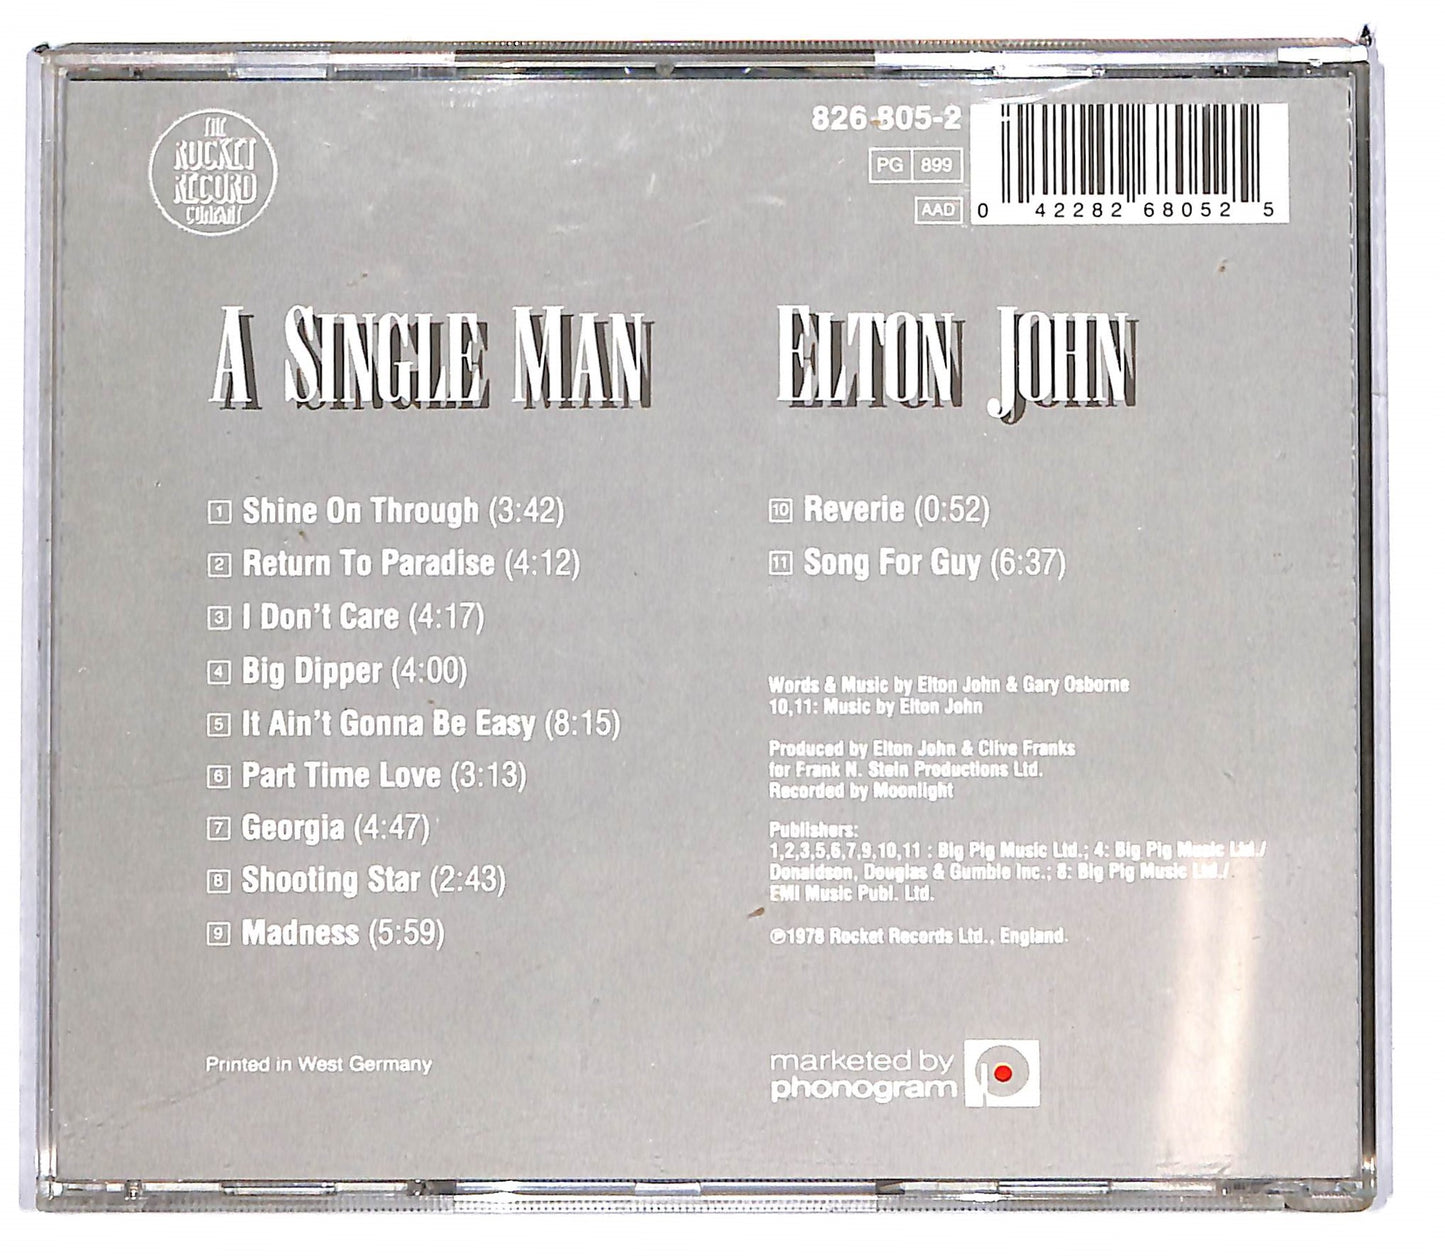 THE
ROCKET
RECORD
COMPANY
826 805-2
PG 899
AAD
0 42282 68052 5
A SINGLE MAN
ELTON JOHN
1 Shine On Through (3:42)
2 Return To Paradise (4:12)
3 I Don't Care (4:17)
4 Big Dipper (4:00)
5 It Ain't Gonna Be Easy (8:15)
6 Part Time Love (3:13)
7 Georgia (4:47)
8 Shooting Star (2:43)
9 Madness (5:59)
10 Reverie (0:52)
11 Song For Guy (6:37)
Words & Music by Elton John & Gary Osborne
10,11: Music by Elton John
Produced by Elton John & Clive Franks
for Frank N. Stein Productions Ltd.
Recorded by Moonlight
Publishers:
1,2,3,5,6,7,9,10,11 : Big Pig Music Ltd.; 4: Big Pig Music Ltd./
Donaldson, Douglas & Gumble Inc.; 8: Big Pig Music Ltd./
EMI Music Publ. Ltd.
℗1978 Rocket Records Ltd., England.
Printed in West Germany
marketed by
phonogram